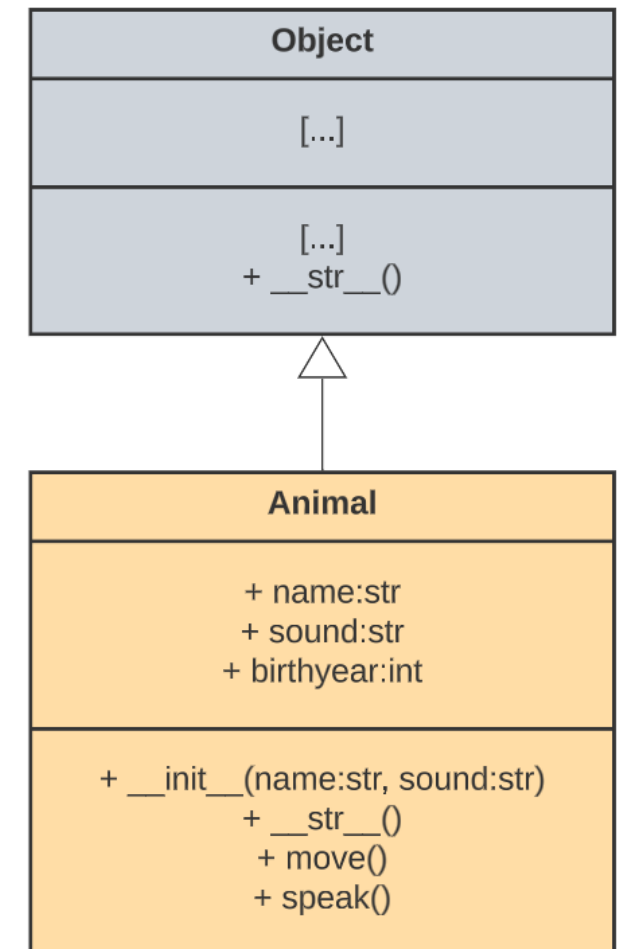 Object
[...]
[...]
+ __str__()
Animal
+ name:str
+ sound:str
+ birthyear:int
+ __init__(name:str, sound:str)
+ __str__()
+ move()
+ speak()